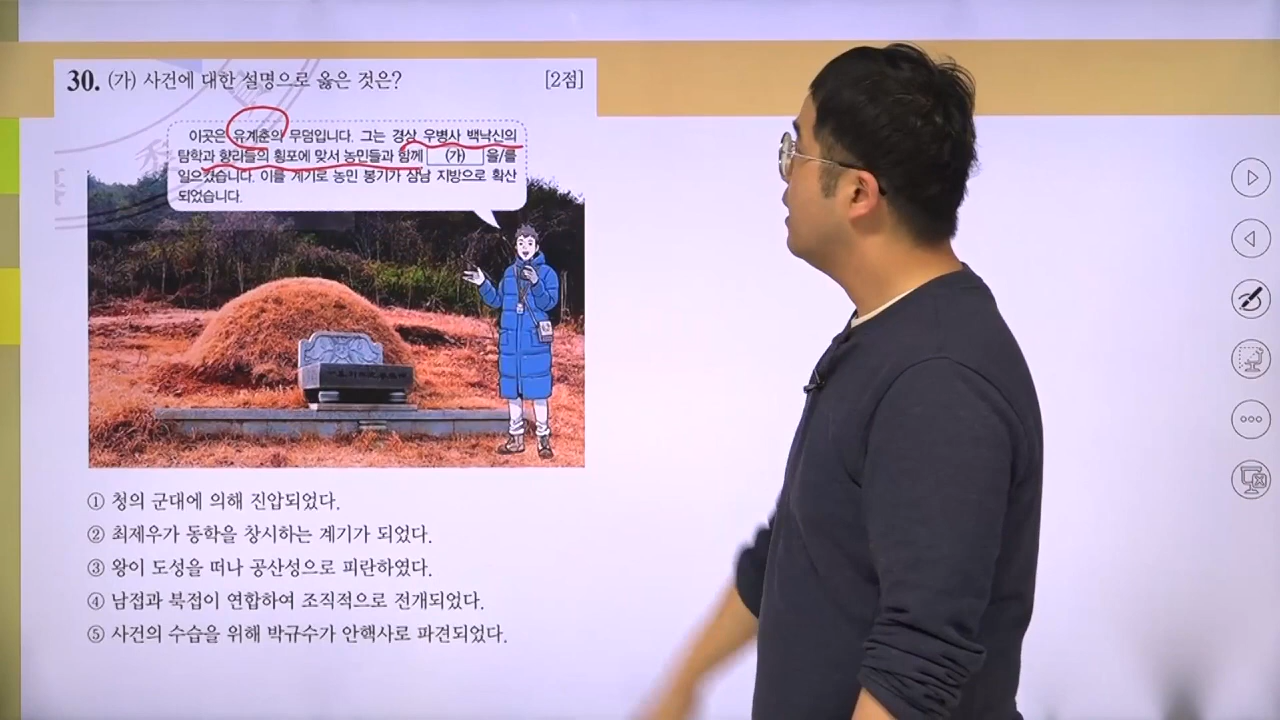 30. (가) 사건에 대한 설명으로 옳은 것은? [2점]
이곳은 유계춘의 무덤입니다. 그는 경상 우병사 백낙신의
탐학과 향리들의 횡포에 맞서 농민들과 함께 (가) 을/를
일으켰습니다. 이를 계기로 농민 봉기가 삼남 지방으로 확산
되었습니다.
① 청의 군대에 의해 진압되었다.
② 최제우가 동학을 창시하는 계기가 되었다.
③ 왕이 도성을 떠나 공산성으로 피란하였다.
④ 남접과 북접이 연합하여 조직적으로 전개되었다.
⑤ 사건의 수습을 위해 박규수가 안핵사로 파견되었다.